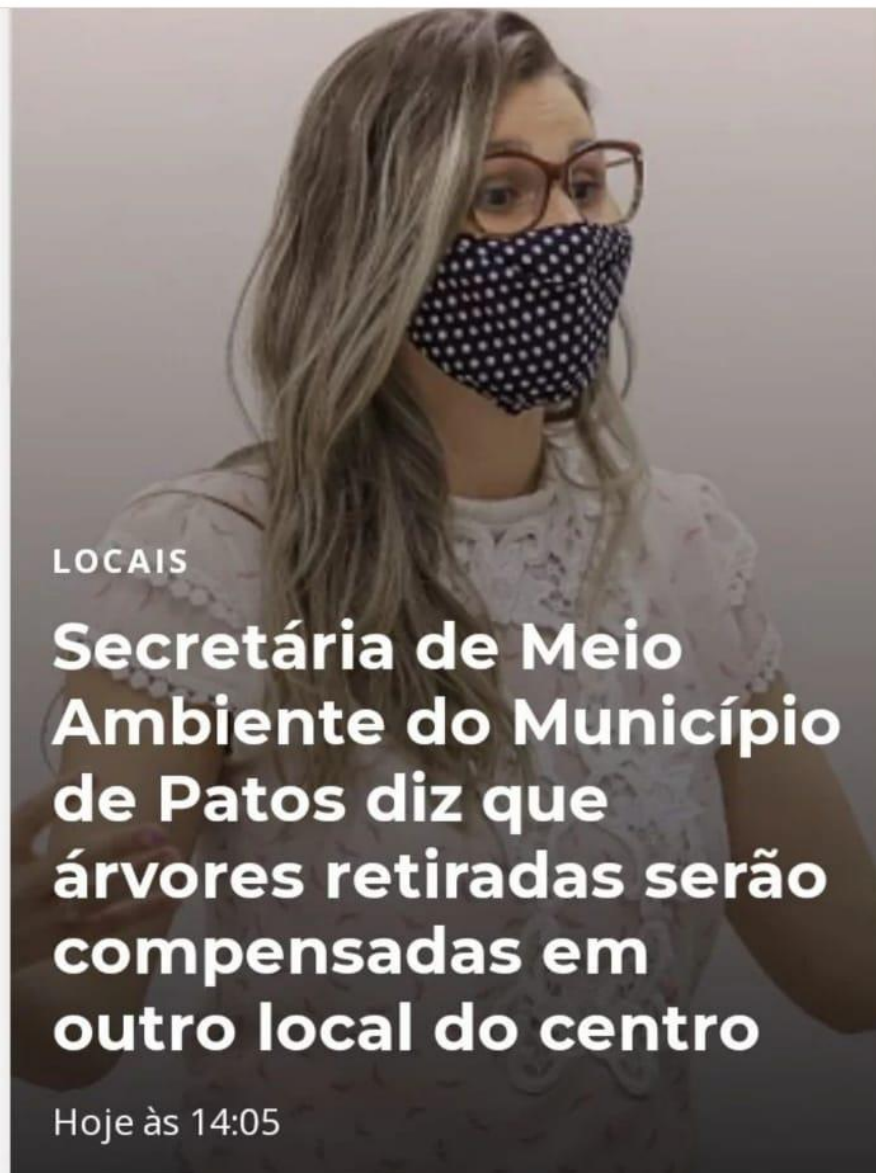 LOCAIS
Secretária de Meio
Ambiente do Município
de Patos diz que
árvores retiradas serão
compensadas em
outro local do centro
Hoje às 14:05